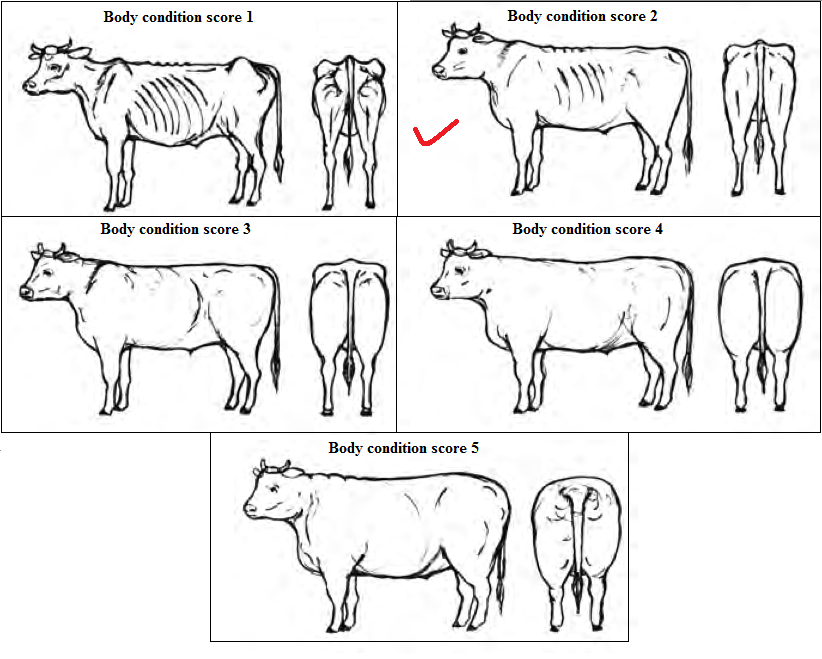 Body condition score 1
Body condition score 2
Body condition score 3
Body condition score 4
Body condition score 5